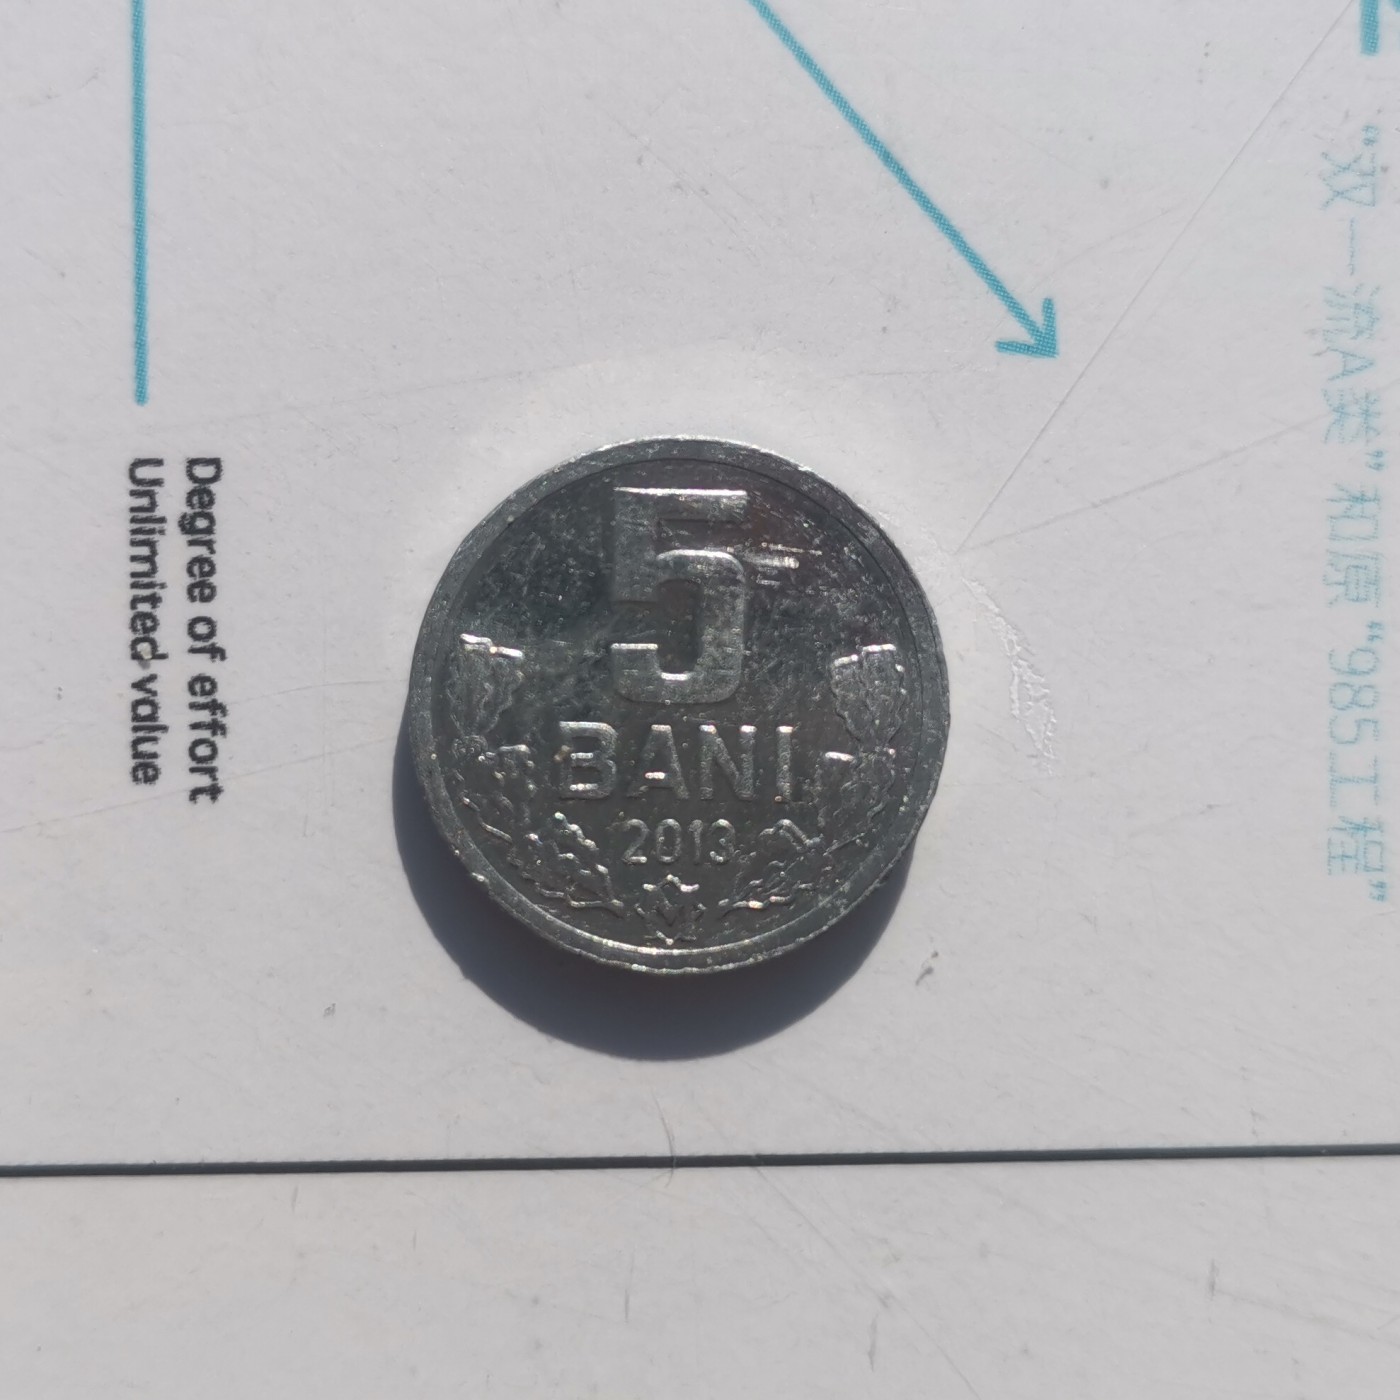 5
BANI
2013
Degree of effort
Unlimited value
“双一流A类”和原“985工程”